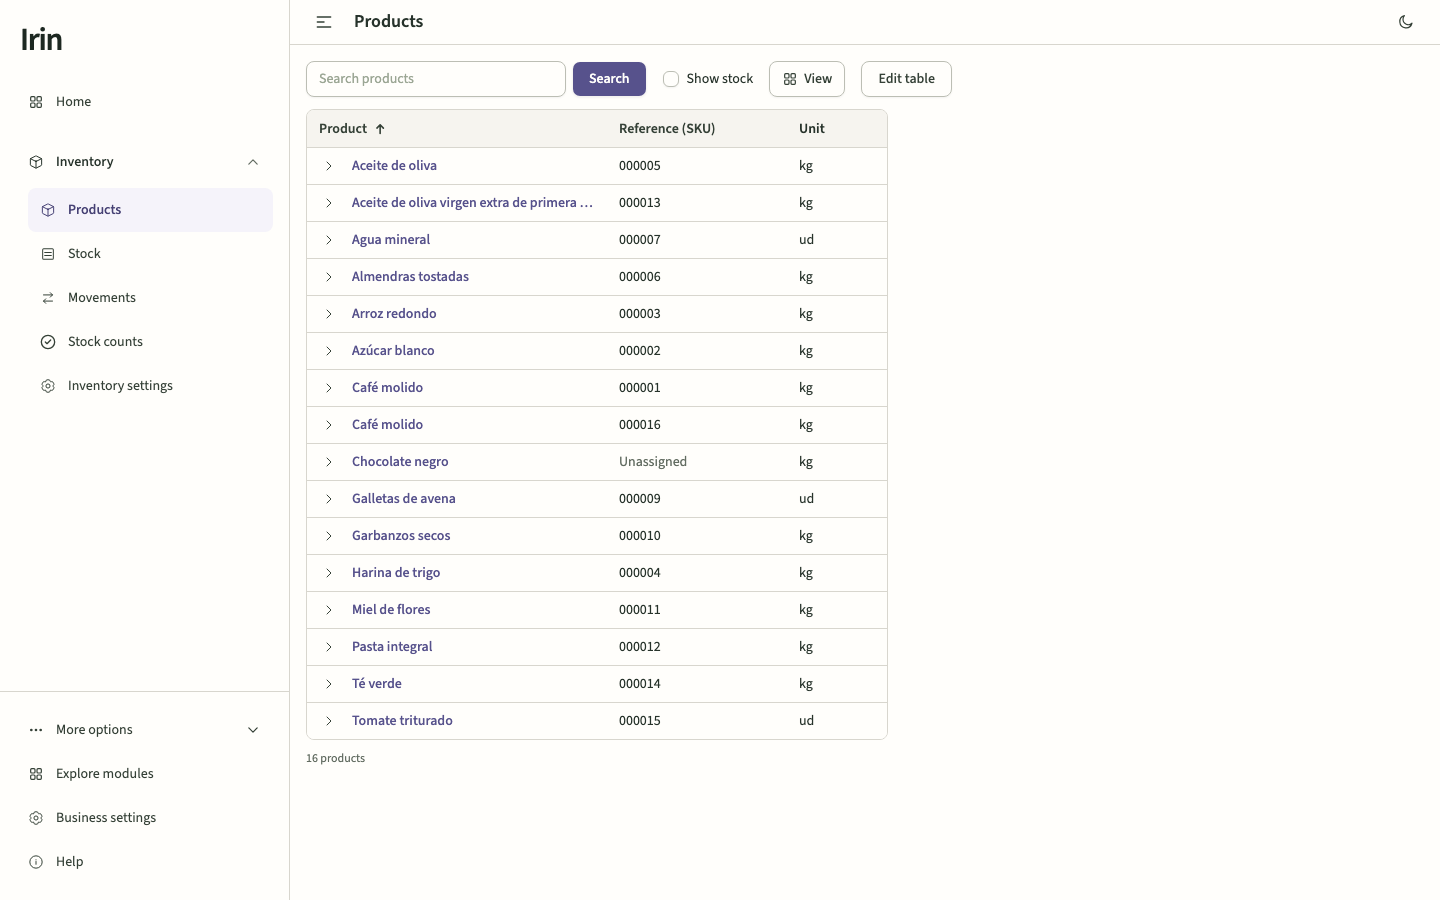 Irin
Home
Inventory
Products
Stock
Movements
Stock counts
Inventory settings
More options
Explore modules
Business settings
Help
Products
Search products
Search
Show stock
View
Edit table
Product Reference (SKU) Unit
Aceite de oliva 000005 kg
Aceite de oliva virgen extra de primera … 000013 kg
Agua mineral 000007 ud
Almendras tostadas 000006 kg
Arroz redondo 000003 kg
Azúcar blanco 000002 kg
Café molido 000001 kg
Café molido 000016 kg
Chocolate negro Unassigned kg
Galletas de avena 000009 ud
Garbanzos secos 000010 kg
Harina de trigo 000004 kg
Miel de flores 000011 kg
Pasta integral 000012 kg
Té verde 000014 kg
Tomate triturado 000015 ud
16 products